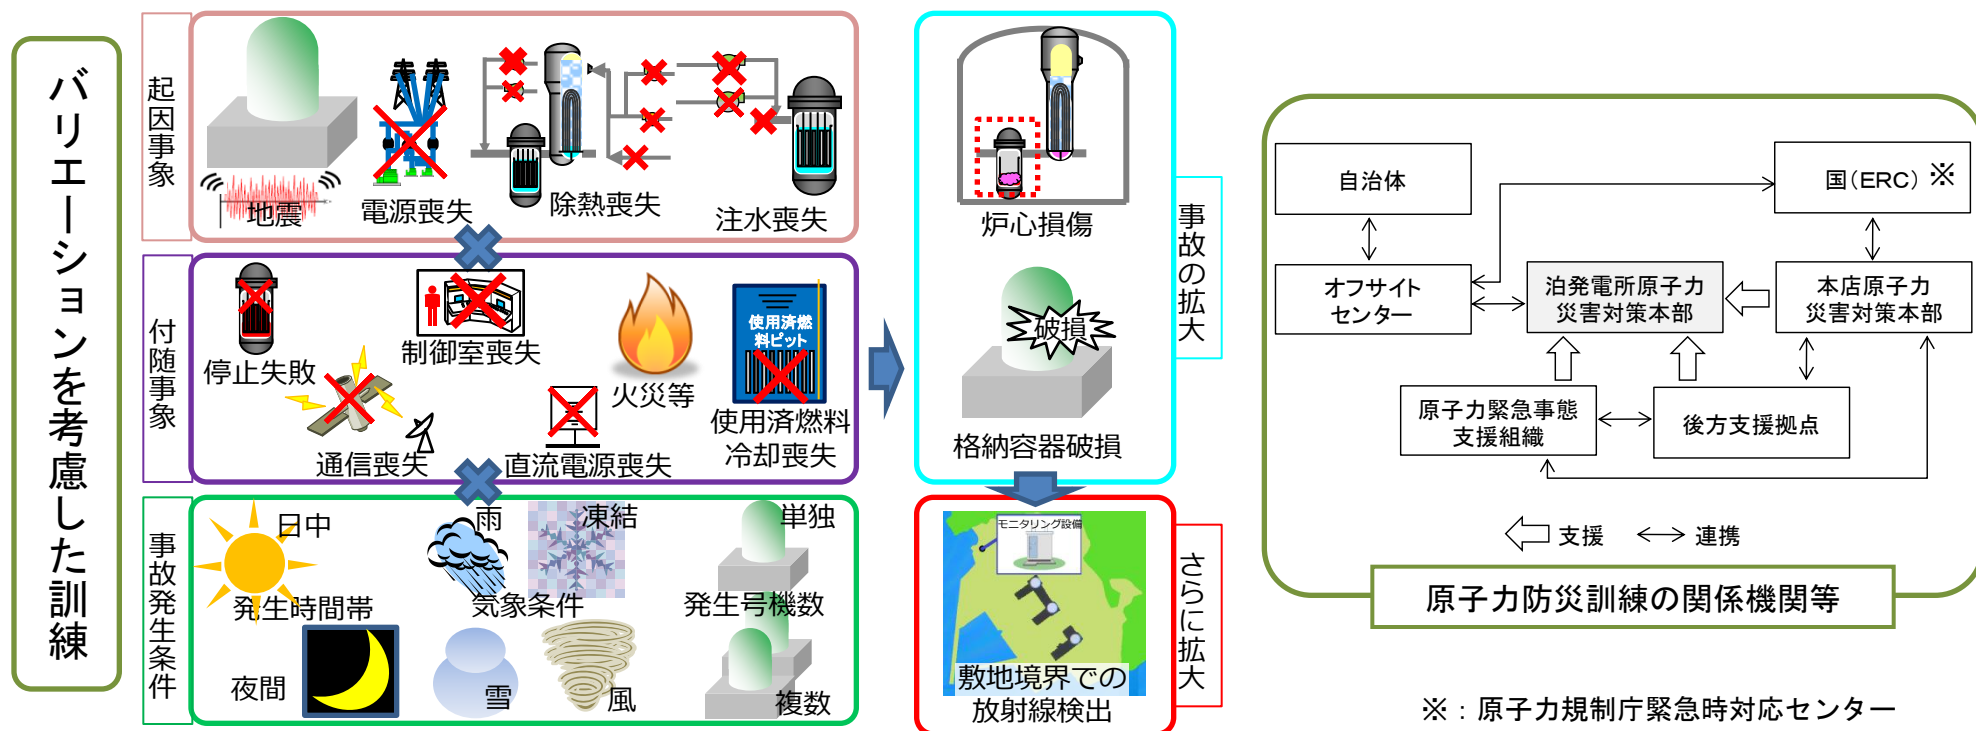 バリエーションを考慮した訓練
起因事象
地震
電源喪失
除熱喪失
注水喪失
付随事象
停止失敗
制御室喪失
火災等
使用済燃
料ピット
通信喪失
直流電源喪失
使用済燃料
冷却喪失
事故発生条件
日中
発生時間帯
夜間
雨
凍結
気象条件
雪
風
単独
発生号機数
複数
事故の拡大
炉心損傷
破損
格納容器破損
さらに拡大
モニタリング設備
敷地境界での
放射線検出
自治体
国(ERC) ※
オフサイト
センター
泊発電所原子力
災害対策本部
本店原子力
災害対策本部
原子力緊急事態
支援組織
後方支援拠点
支援
連携
原子力防災訓練の関係機関等
※：原子力規制庁緊急時対応センター